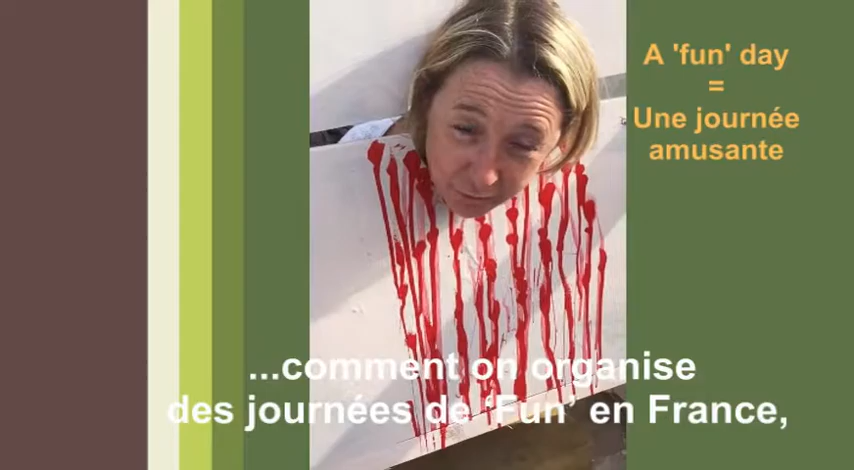 A 'fun' day
=
Une journée
amusante
...comment on organise
des journées de ‘Fun’ en France,